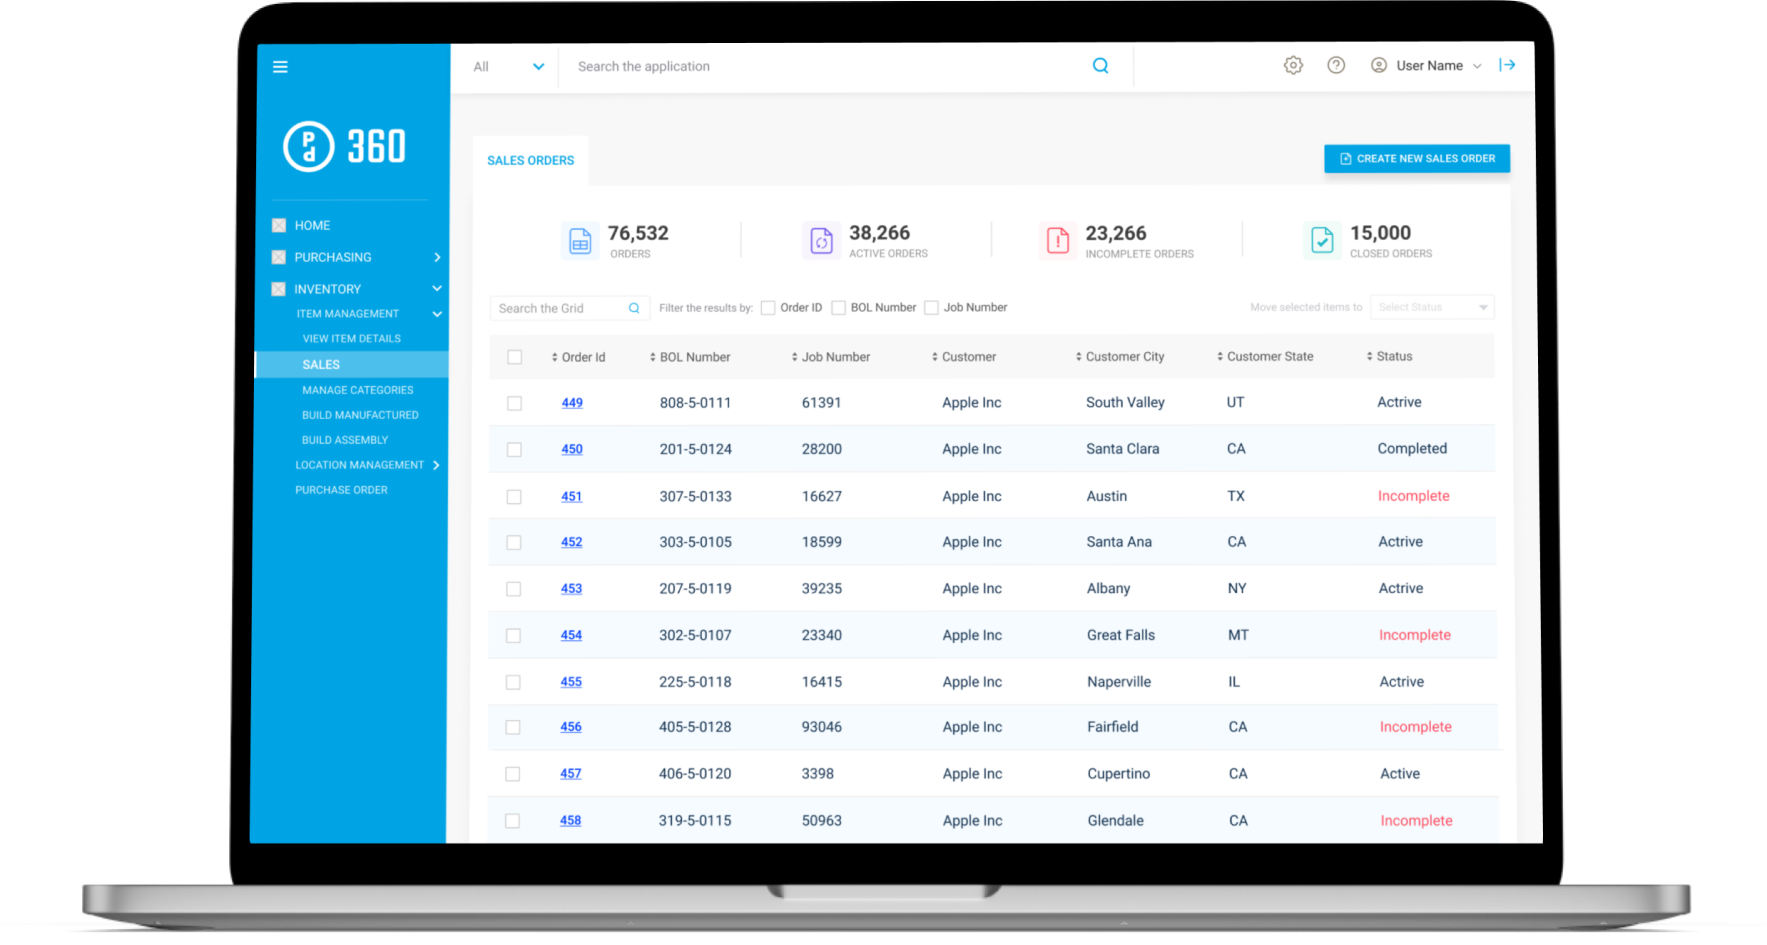 All
Search the application
User Name
Pd 360
SALES ORDERS
CREATE NEW SALES ORDER
HOME
PURCHASING
INVENTORY
ITEM MANAGEMENT
VIEW ITEM DETAILS
SALES
MANAGE CATEGORIES
BUILD MANUFACTURED
BUILD ASSEMBLY
LOCATION MANAGEMENT
PURCHASE ORDER
76,532
ORDERS
38,266
ACTIVE ORDERS
23,266
INCOMPLETE ORDERS
15,000
CLOSED ORDERS
Search the Grid Filter the results by: Order ID BOL Number Job Number Move selected items to Select Status
Order Id BOL Number Job Number Customer Customer City Customer State Status
449 808-5-0111 61391 Apple Inc South Valley UT Actrive
450 201-5-0124 28200 Apple Inc Santa Clara CA Completed
451 307-5-0133 16627 Apple Inc Austin TX Incomplete
452 303-5-0105 18599 Apple Inc Santa Ana CA Actrive
453 207-5-0119 39235 Apple Inc Albany NY Actrive
454 302-5-0107 23340 Apple Inc Great Falls MT Incomplete
455 225-5-0118 16415 Apple Inc Naperville IL Actrive
456 405-5-0128 93046 Apple Inc Fairfield CA Incomplete
457 406-5-0120 3398 Apple Inc Cupertino CA Active
458 319-5-0115 50963 Apple Inc Glendale CA Incomplete